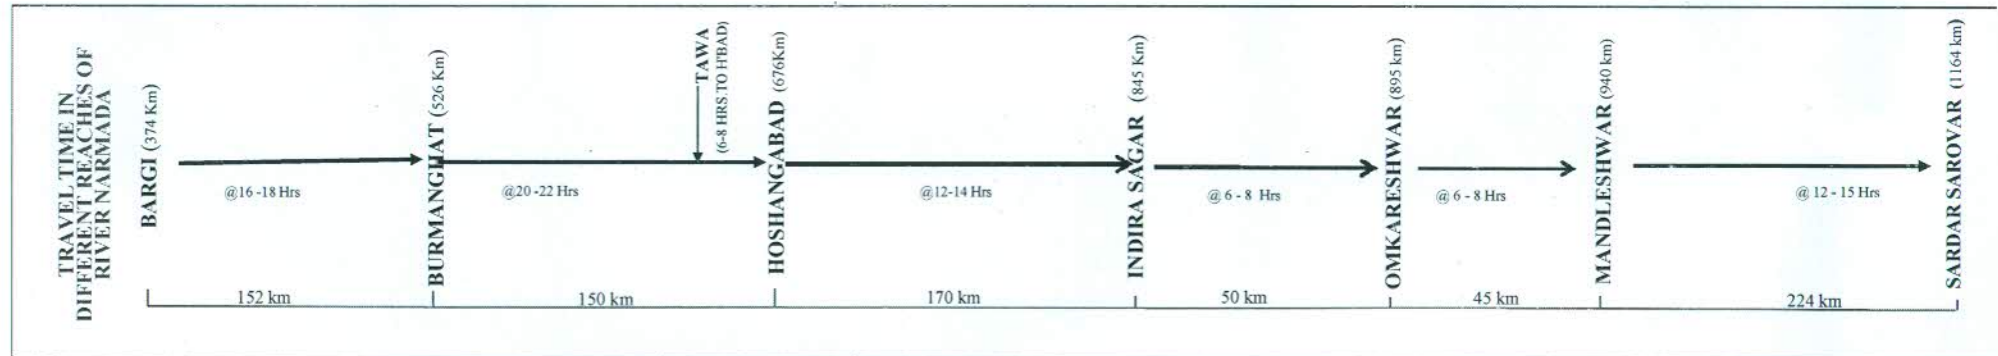 TRAVEL TIME IN
DIFFERENT REACHES OF
RIVER NARMADA
BARGI (374 Km)
@16 -18 Hrs
BURMANGHAT (526 Km)
@20 -22 Hrs
TAWA
(6-8 HRS.TO H'BAD)
HOSHANGABAD (676Km)
@12-14 Hrs
INDIRA SAGAR (845 Km)
@ 6 - 8 Hrs
OMKARESHWAR (895 km)
@ 6 - 8 Hrs
MANDLESHWAR (940 km)
@ 12 - 15 Hrs
SARDAR SAROVAR (1164 km)
152 km
150 km
170 km
50 km
45 km
224 km